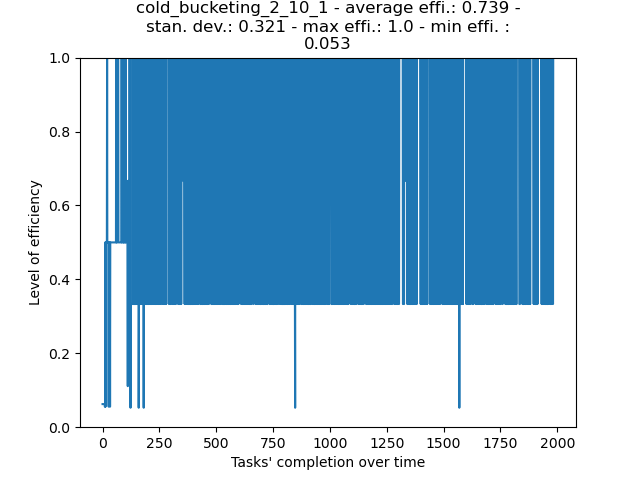 cold_bucketing_2_10_1 - average effi.: 0.739 -
stan. dev.: 0.321 - max effi.: 1.0 - min effi. :
0.053
1.0
0.8
0.6
0.4
0.2
0.0
Level of efficiency
0 250 500 750 1000 1250 1500 1750 2000
Tasks' completion over time